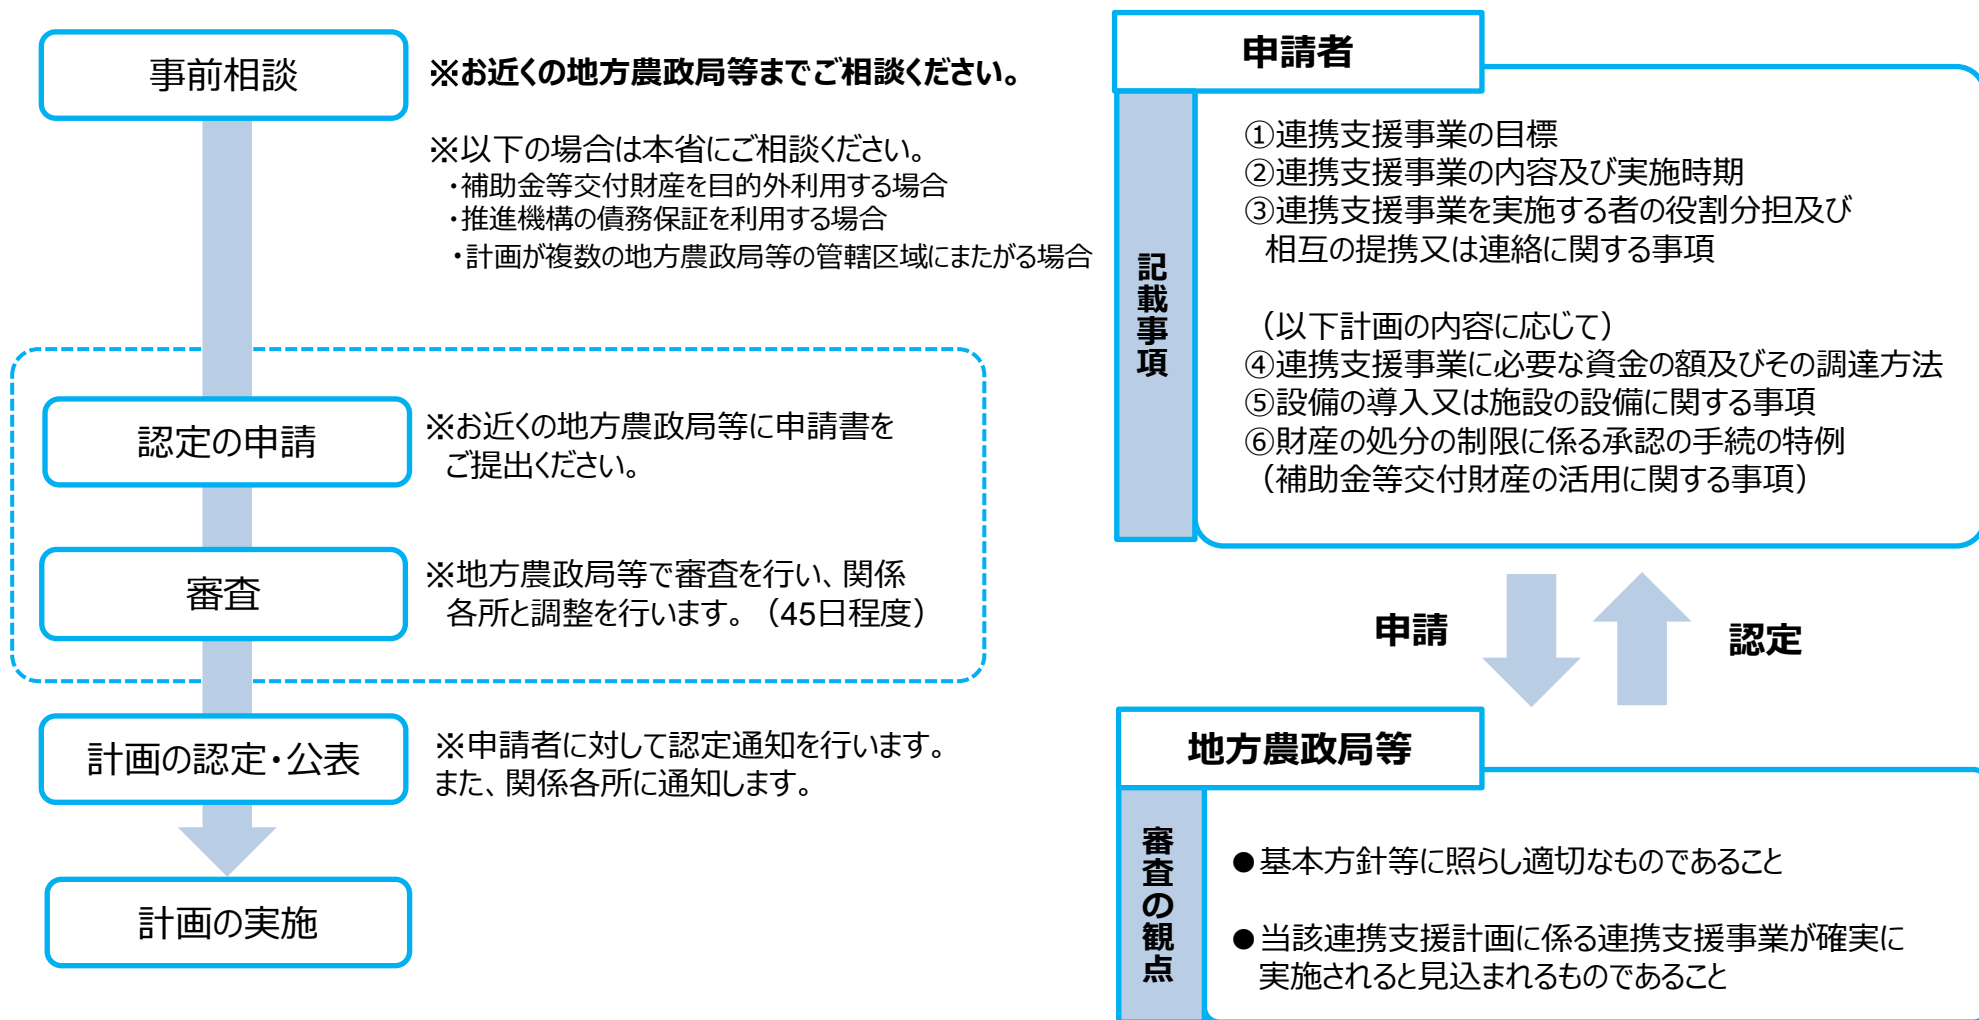 事前相談
※お近くの地方農政局等までご相談ください。
※以下の場合は本省にご相談ください。
・補助金等交付財産を目的外利用する場合
・推進機構の債務保証を利用する場合
・計画が複数の地方農政局等の管轄区域にまたがる場合
認定の申請
※お近くの地方農政局等に申請書を
ご提出ください。
審査
※地方農政局等で審査を行い、関係
各所と調整を行います。（45日程度）
計画の認定・公表
※申請者に対して認定通知を行います。
また、関係各所に通知します。
計画の実施
申請者
記載事項
①連携支援事業の目標
②連携支援事業の内容及び実施時期
③連携支援事業を実施する者の役割分担及び
相互の提携又は連絡に関する事項
（以下計画の内容に応じて）
④連携支援事業に必要な資金の額及びその調達方法
⑤設備の導入又は施設の設備に関する事項
⑥財産の処分の制限に係る承認の手続の特例
（補助金等交付財産の活用に関する事項）
申請
認定
地方農政局等
審査の観点
●基本方針等に照らし適切なものであること
●当該連携支援計画に係る連携支援事業が確実に
実施されると見込まれるものであること